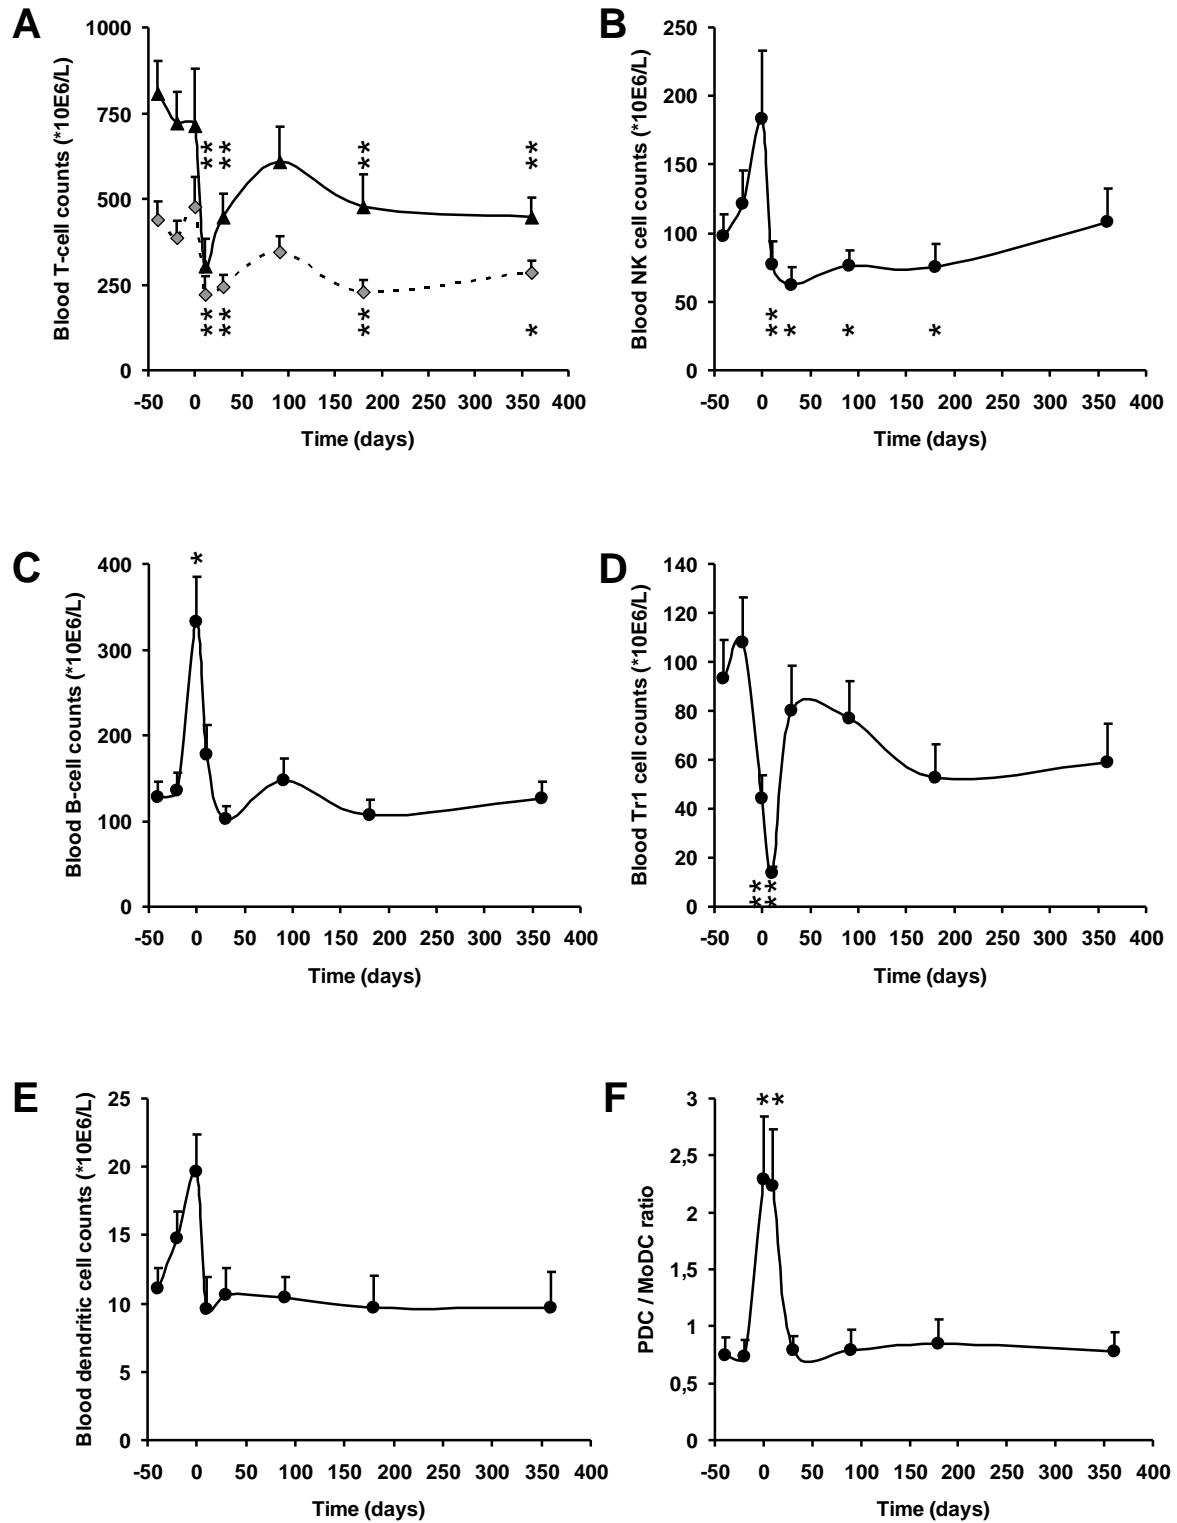 A
Blood T-cell counts (*10E6/L)
1000
750
500
250
0
** ** ** **
** ** ** *
-50 0 50 100 150 200 250 300 350 400
Time (days)
B
Blood NK cell counts (*10E6/L)
250
200
150
100
50
0
** * * *
-50 0 50 100 150 200 250 300 350 400
Time (days)
C
Blood B-cell counts (*10E6/L)
400
300
200
100
0
*
-50 0 50 100 150 200 250 300 350 400
Time (days)
D
Blood Tr1 cell counts (*10E6/L)
140
120
100
80
60
40
20
0
** **
-50 0 50 100 150 200 250 300 350 400
Time (days)
E
Blood dendritic cell counts (*10E6/L)
25
20
15
10
5
0
-50 0 50 100 150 200 250 300 350 400
Time (days)
F
PDC / MoDC ratio
3
2,5
2
1,5
1
0,5
0
* *
-50 0 50 100 150 200 250 300 350 400
Time (days)